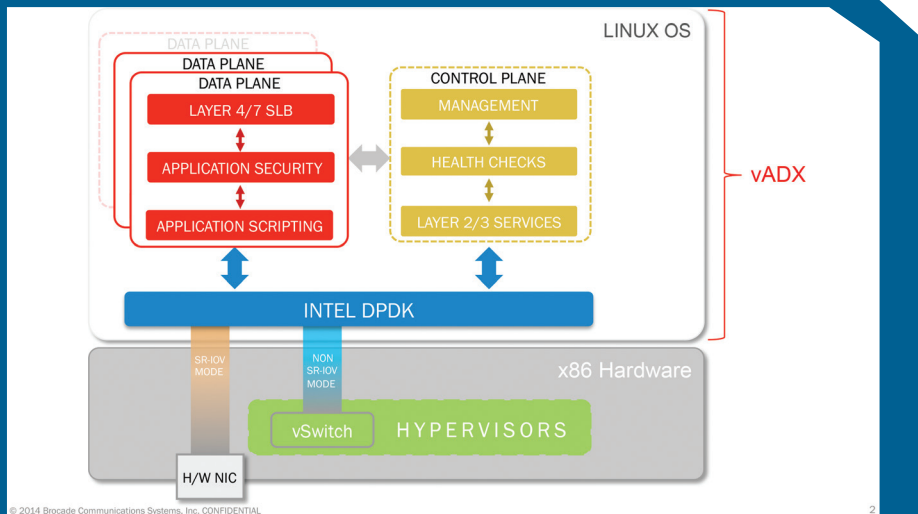 LINUX OS
DATA PLANE
DATA PLANE
DATA PLANE
LAYER 4/7 SLB
APPLICATION SECURITY
APPLICATION SCRIPTING
CONTROL PLANE
MANAGEMENT
HEALTH CHECKS
LAYER 2/3 SERVICES
vADX
INTEL DPDK
SR-IOV
MODE
NON
SR-IOV
MODE
x86 Hardware
vSwitch
HYPERVISORS
H/W NIC
© 2014 Brocade Communications Systems, Inc. CONFIDENTIAL
2